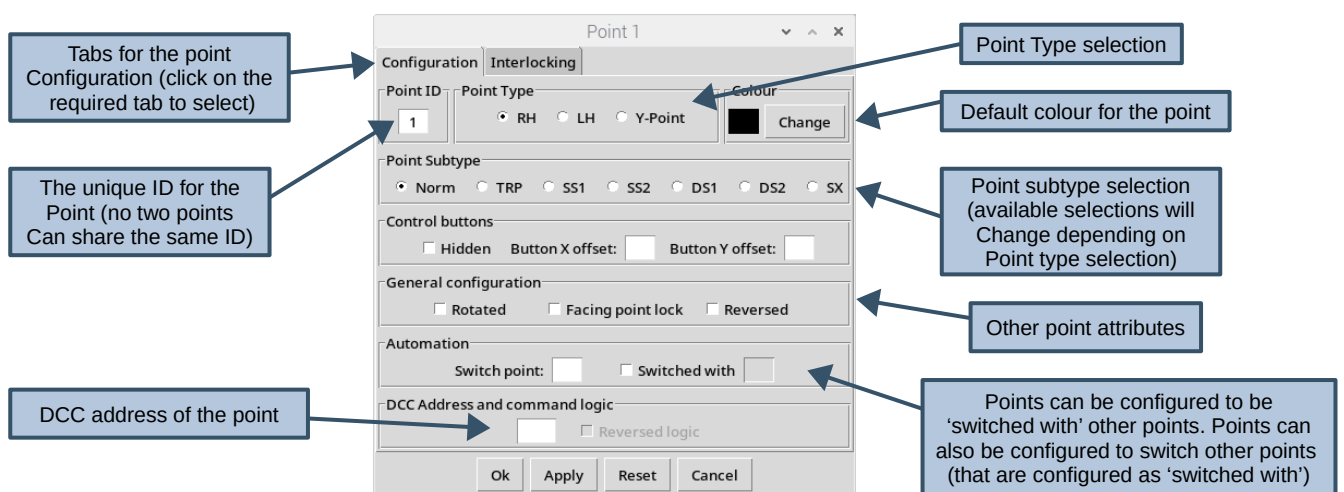 Point 1
Tabs for the point
Configuration (click on the
required tab to select)
Point Type selection
Configuration Interlocking
Point ID Point Type Colour
1 RH LH Y-Point Change
Default colour for the point
The unique ID for the
Point (no two points
Can share the same ID)
Point Subtype
Norm TRP SS1 SS2 DS1 DS2 SX
Point subtype selection
(available selections will
Change depending on
Point type selection)
Control buttons
Hidden Button X offset: Button Y offset:
General configuration
Rotated Facing point lock Reversed
Other point attributes
Automation
Switch point: Switched with
Points can be configured to be
‘switched with’ other points. Points can
also be configured to switch other points
(that are configured as ‘switched with’)
DCC address of the point
DCC Address and command logic
Reversed logic
Ok Apply Reset Cancel